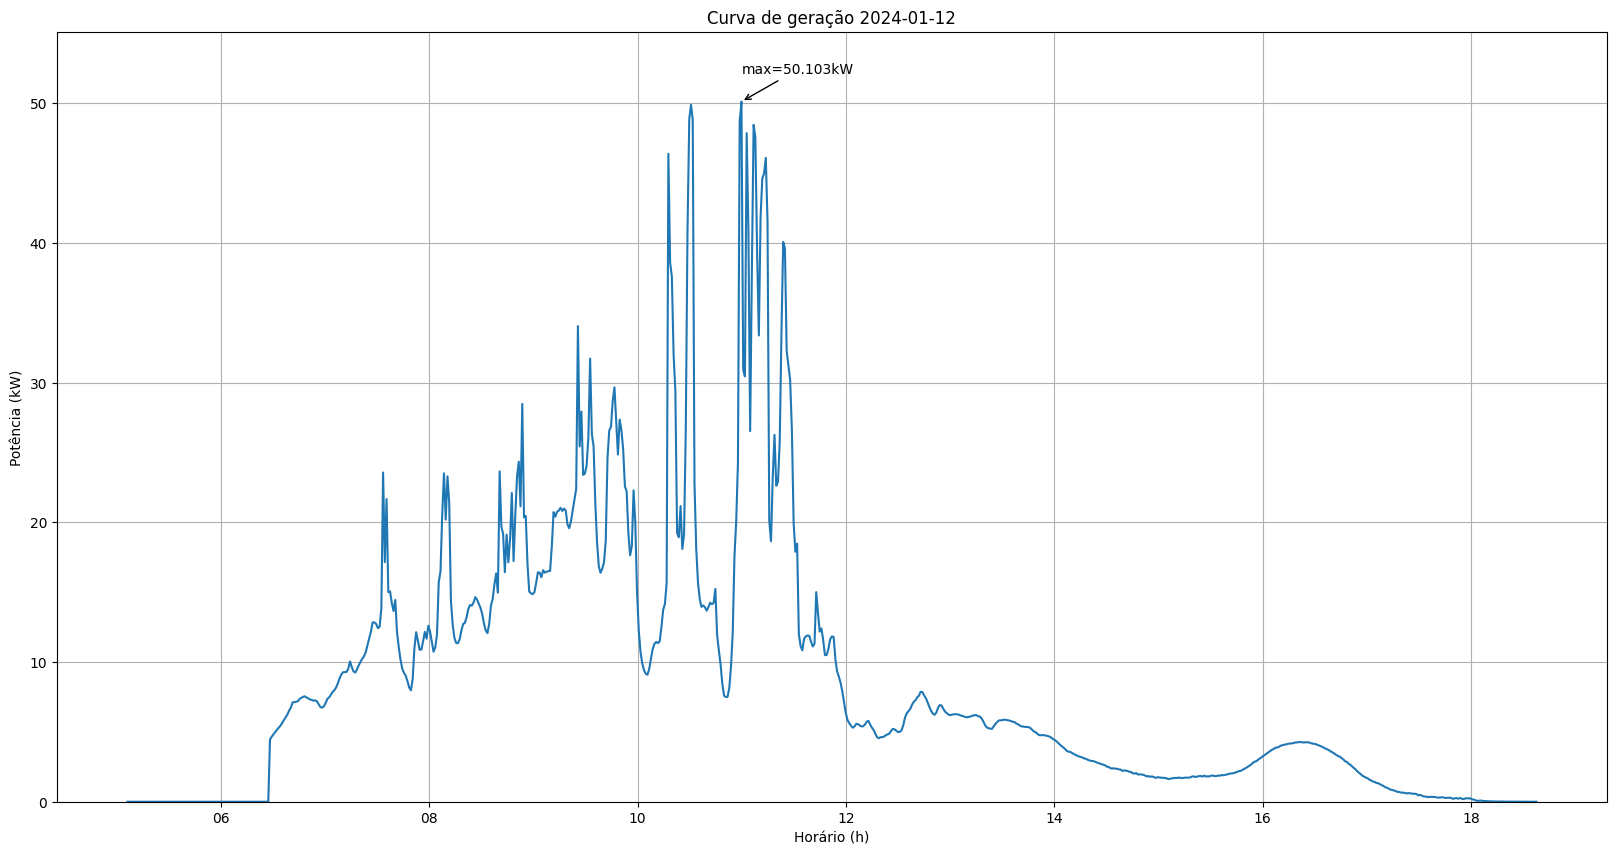 Curva de geração 2024-01-12
max=50.103kW
50
40
30
20
10
0
Potência (kW)
06 08 10 12 14 16 18
Horário (h)